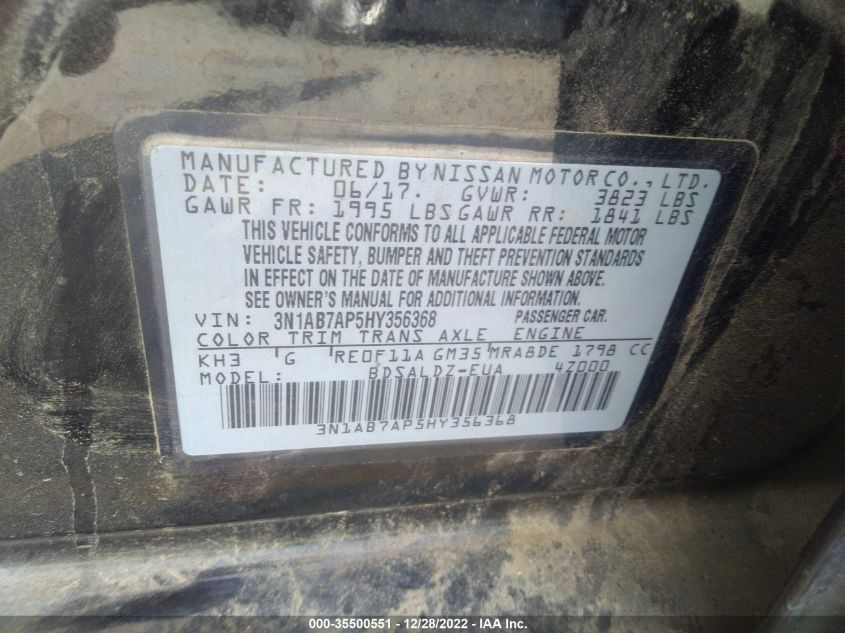 MANUFACTURED BY NISSAN MOTOR CO., LTD.
DATE: 06/17. GVWR: 3823 LBS
GAWR FR: 1995 LBS GAWR RR: 1841 LBS
THIS VEHICLE CONFORMS TO ALL APPLICABLE FEDERAL MOTOR
VEHICLE SAFETY, BUMPER AND THEFT PREVENTION STANDARDS
IN EFFECT ON THE DATE OF MANUFACTURE SHOWN ABOVE.
SEE OWNER'S MANUAL FOR ADDITIONAL INFORMATION.
VIN: 3N1AB7AP5HY356368 PASSENGER CAR.
COLOR TRIM TRANS AXLE ENGINE
KH3 G RE0F11A GM35 MRA8DE 1798 CC
MODEL: BDSALDZ-EUA 4Z000
3N1AB7AP5HY356368
000-35500551 — 12/28/2022 — IAA Inc.